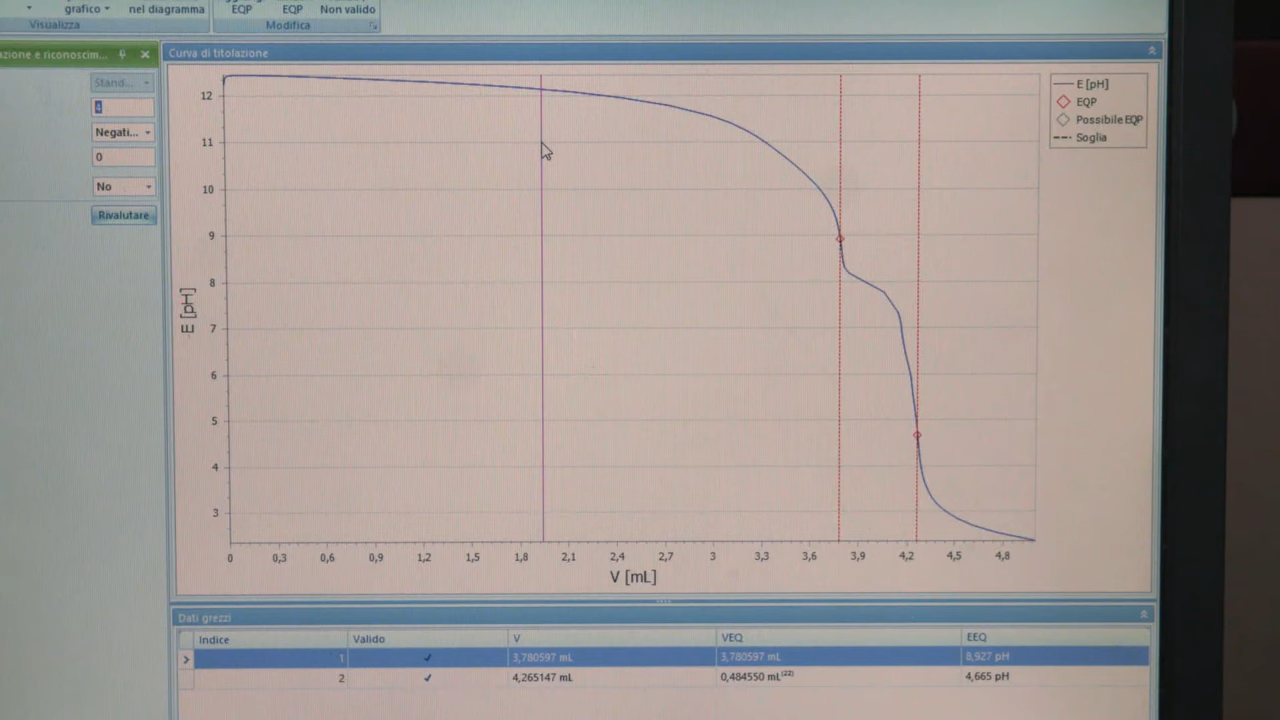 grafico
nel diagramma
EQP
EQP
Non valido
Visualizza
Modifica
azione e riconoscim...
Curva di titolazione
Stand...
4
Negati...
0
No
Rivalutare
E [pH]
EQP
Possibile EQP
Soglia
12
11
10
9
8
7
6
5
4
3
E [pH]
0 0,3 0,6 0,9 1,2 1,5 1,8 2,1 2,4 2,7 3 3,3 3,6 3,9 4,2 4,5 4,8
V [mL]
Dati grezzi
Indice Valido V VEQ EEQ
1 ✓ 3,780597 mL 3,780597 mL 8,927 pH
2 ✓ 4,265147 mL 0,484550 mL(22) 4,665 pH